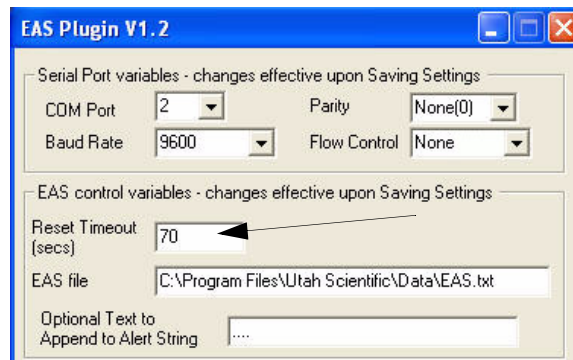 EAS Plugin V1.2
Serial Port variables - changes effective upon Saving Settings
COM Port 2 Parity None(0)
Baud Rate 9600 Flow Control None
EAS control variables - changes effective upon Saving Settings
Reset Timeout
(secs) 70
EAS file C:\Program Files\Utah Scientific\Data\EAS.txt
Optional Text to
Append to Alert String ....